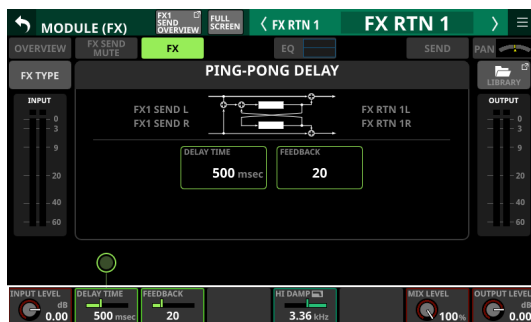 MODULE (FX)
FX1 SEND OVERVIEW
FULL SCREEN
FX RTN 1
FX RTN 1
OVERVIEW
FX SEND MUTE
FX
EQ
SEND
PAN
FX TYPE
PING-PONG DELAY
LIBRARY
INPUT
0
3
9
20
40
60
FX1 SEND L
FX1 SEND R
FX RTN 1L
FX RTN 1R
DELAY TIME
500 msec
FEEDBACK
20
OUTPUT
0
3
9
20
40
60
INPUT LEVEL
dB
0.00
DELAY TIME
500 msec
FEEDBACK
20
HI DAMP
3.36 kHz
MIX LEVEL
100%
OUTPUT LEVEL
dB
0.00